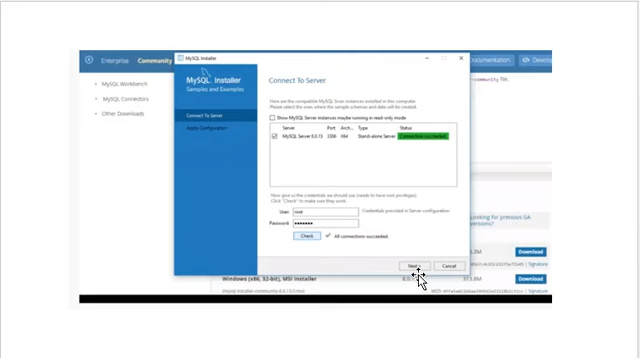 Enterprise
Community
MySQL Workbench
MySQL Connectors
Other Downloads
MySQL Installer
MySQL. Installer
Samples and Examples
Connect To Server
Apply Configuration
Connect To Server
Here are the compatible MySQL Server instances installed in this computer.
Please select the ones where the sample schemas and data will be created.
Show MySQL Server instances maybe running in read-only mode
Server Port Arch... Type Status
MySQL Server 8.0.13 3306 X64 Stand-alone Server Connection succeeded.
Now give us the credentials we should use (needs to have root privileges).
Click "Check" to make sure they work.
User: root
Credentials provided in Server configuration
Password:
Check
All connections succeeded.
Next >
Cancel
Documentation
Looking for previous GA
versions?
Download
Signature
Windows (x86, 32-bit), MSI Installer
Download
Signature